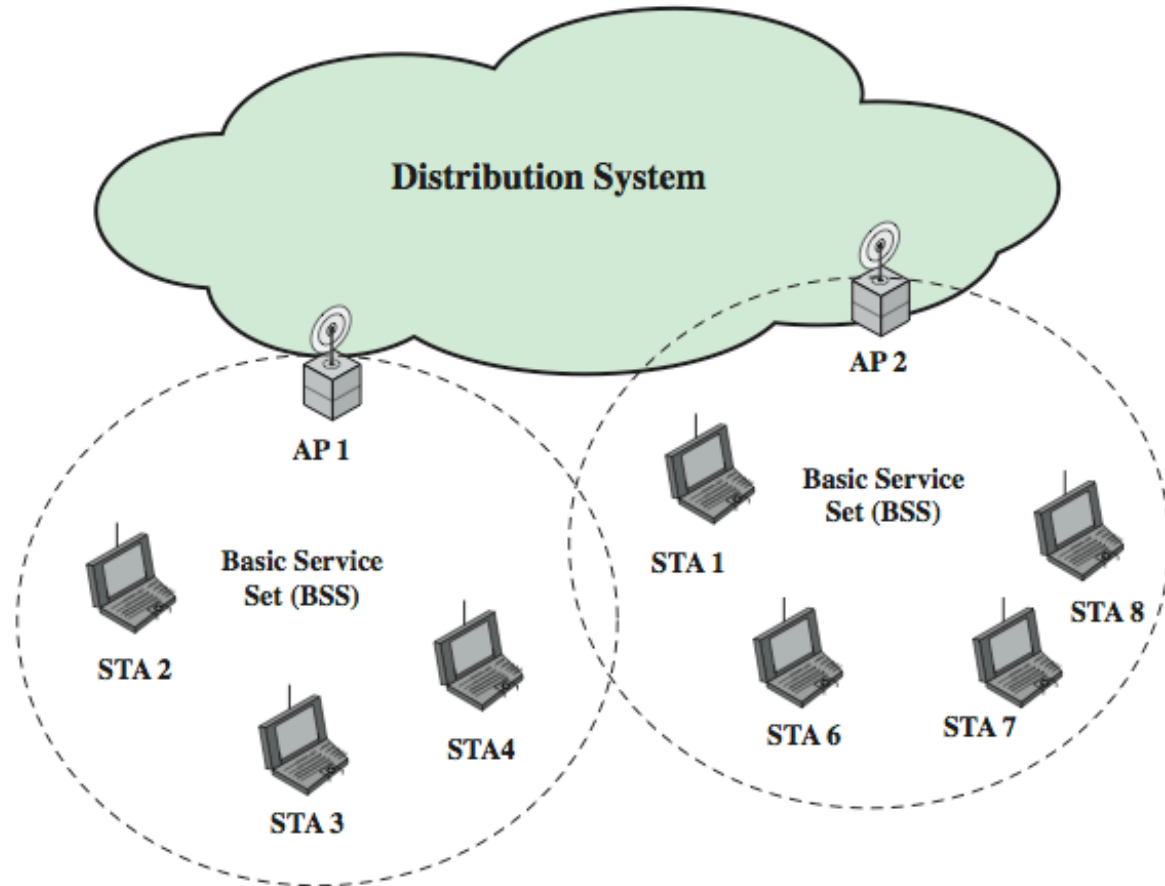 Distribution System
AP 2
AP 1
Basic Service
Set (BSS)
STA 1
Basic Service
Set (BSS)
STA 8
STA 2
STA4
STA 6
STA 7
STA 3